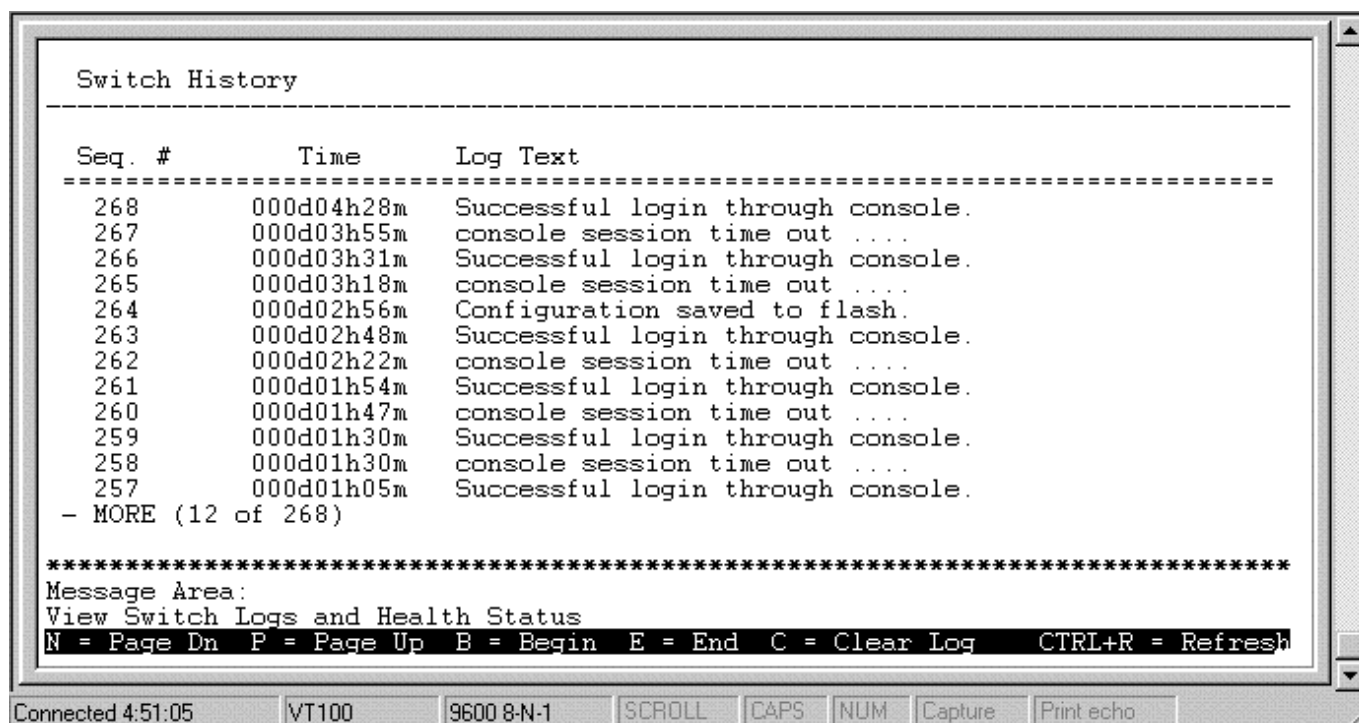 Switch History
--------------------------------------------------------------------------------
Seq. # Time Log Text
============================================================================
268 000d04h28m Successful login through console.
267 000d03h55m console session time out ....
266 000d03h31m Successful login through console.
265 000d03h18m console session time out ....
264 000d02h56m Configuration saved to flash.
263 000d02h48m Successful login through console.
262 000d02h22m console session time out ....
261 000d01h54m Successful login through console.
260 000d01h47m console session time out ....
259 000d01h30m Successful login through console.
258 000d01h30m console session time out ....
257 000d01h05m Successful login through console.
- MORE (12 of 268)
********************************************************************************
Message Area:
View Switch Logs and Health Status
N = Page Dn P = Page Up B = Begin E = End C = Clear Log CTRL+R = Refresh
Connected 4:51:05 VT100 9600 8-N-1 SCROLL CAPS NUM Capture Print echo